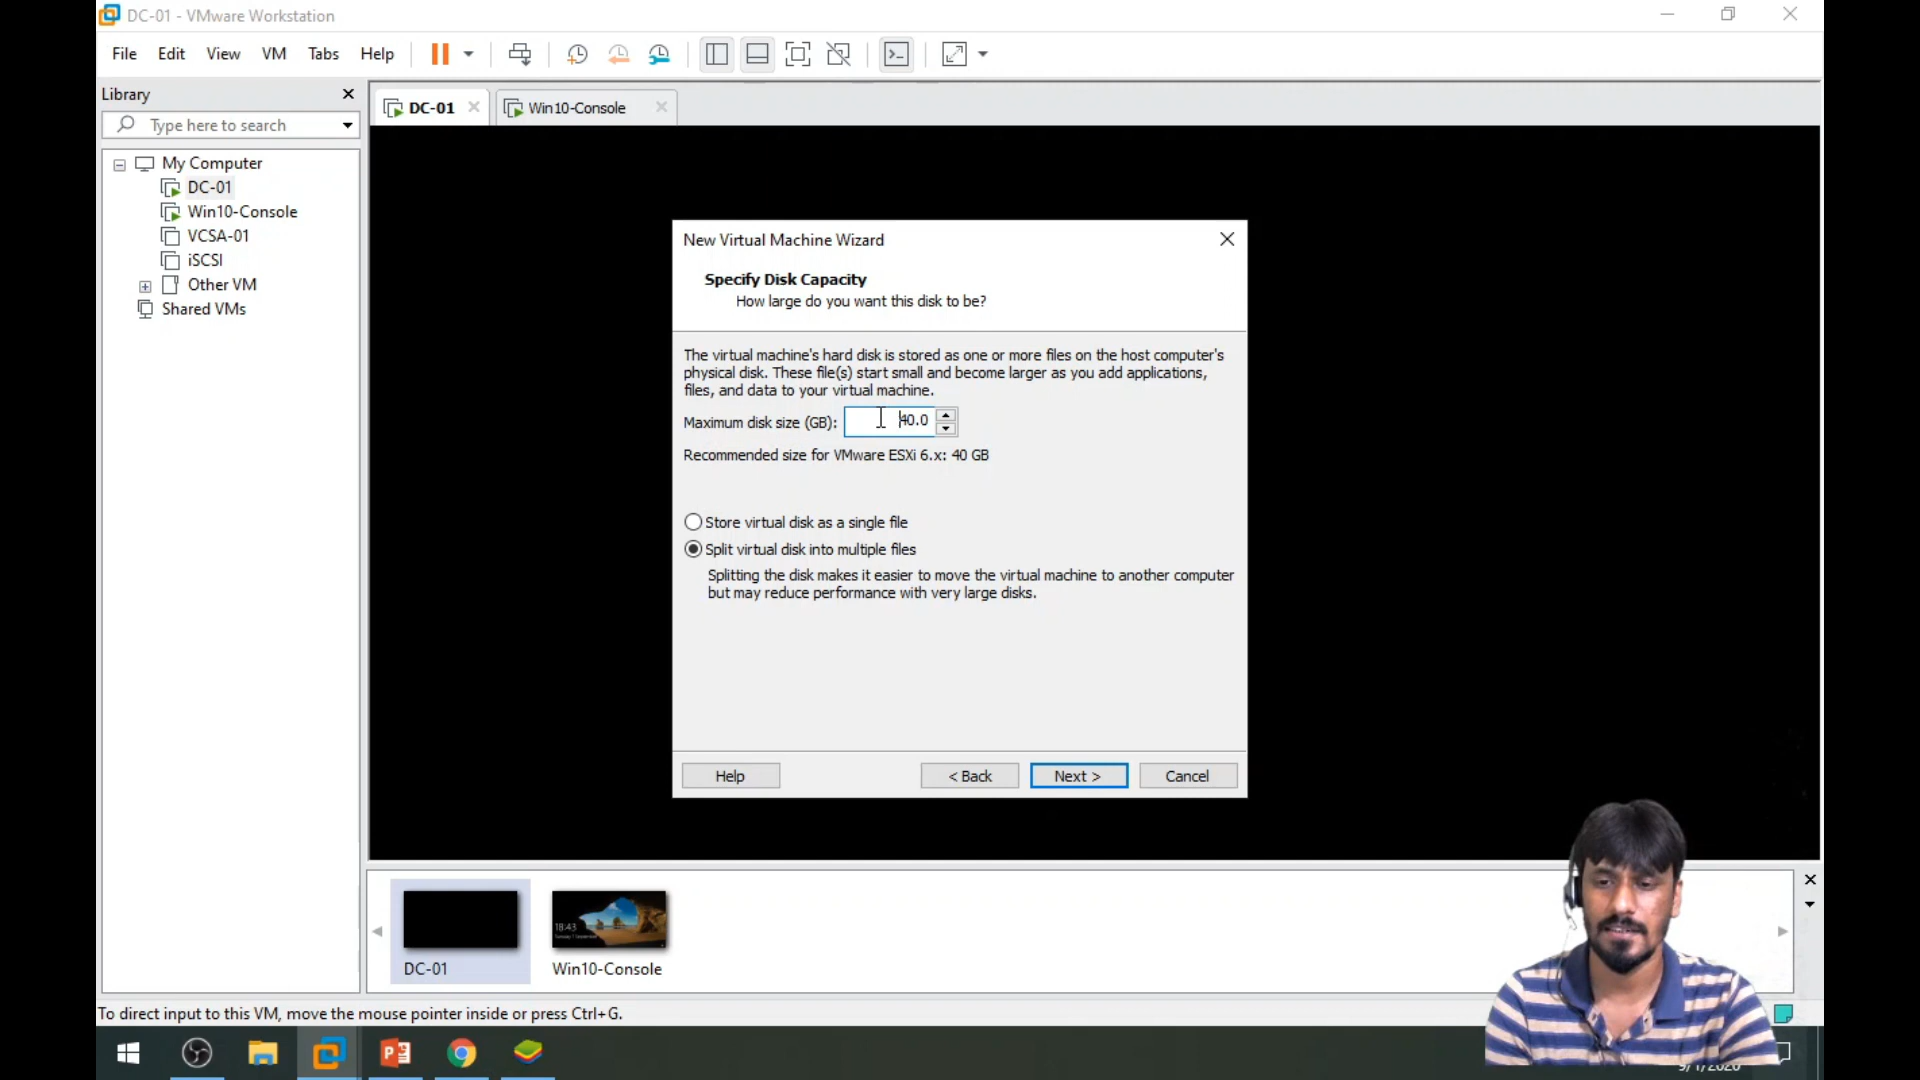 DC-01 - VMware Workstation
File Edit View VM Tabs Help
Library
Type here to search
My Computer
DC-01
Win10-Console
VCSA-01
iSCSI
Other VM
Shared VMs
DC-01
Win10-Console
New Virtual Machine Wizard
Specify Disk Capacity
How large do you want this disk to be?
The virtual machine's hard disk is stored as one or more files on the host computer's
physical disk. These file(s) start small and become larger as you add applications,
files, and data to your virtual machine.
Maximum disk size (GB): 40.0
Recommended size for VMware ESXi 6.x: 40 GB
Store virtual disk as a single file
Split virtual disk into multiple files
Splitting the disk makes it easier to move the virtual machine to another computer
but may reduce performance with very large disks.
Help
< Back
Next >
Cancel
18:43
DC-01
Win10-Console
To direct input to this VM, move the mouse pointer inside or press Ctrl+G.